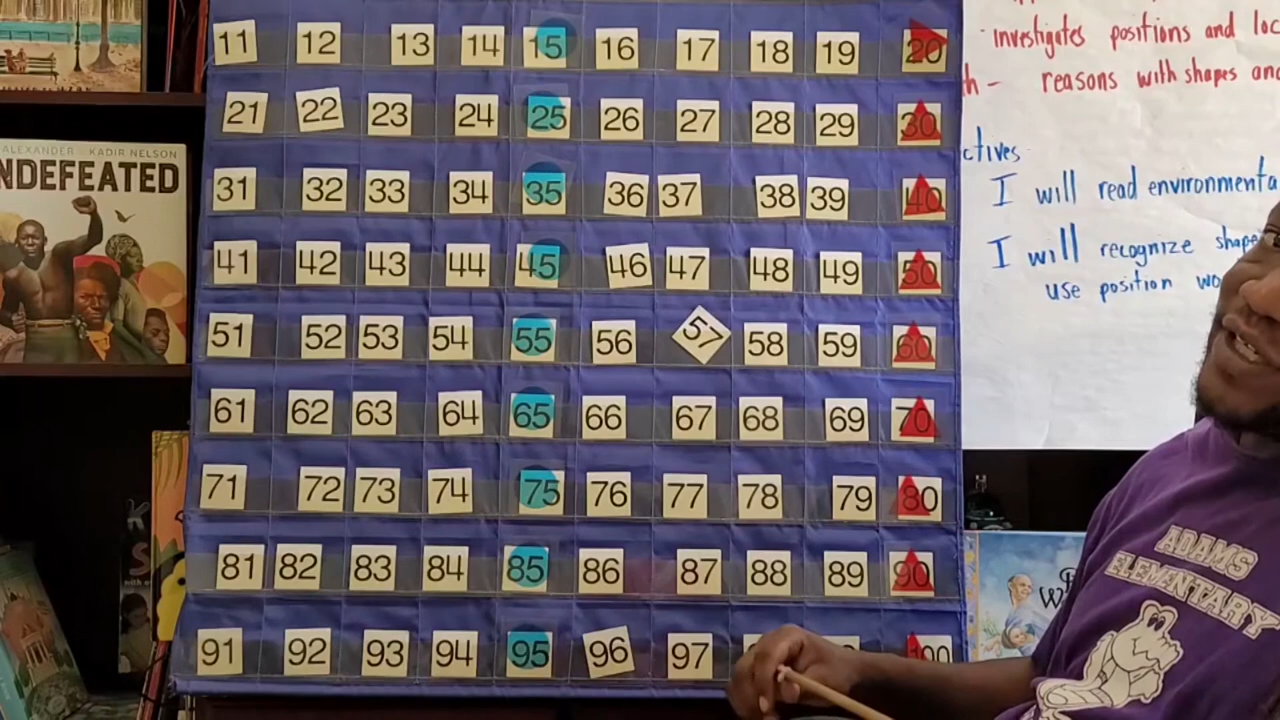 11 12 13 14 15 16 17 18 19 20
21 22 23 24 25 26 27 28 29 30
31 32 33 34 35 36 37 38 39 40
41 42 43 44 45 46 47 48 49 50
51 52 53 54 55 56 57 58 59 60
61 62 63 64 65 66 67 68 69 70
71 72 73 74 75 76 77 78 79 80
81 82 83 84 85 86 87 88 89 90
91 92 93 94 95 96 97 100
investigates positions and loc
h - reasons with shapes and
ctives
I will read environmenta
I will recognize shape
use position wo
ALEXANDER KADIR NELSON
NDEFEATED
ADAMS
ELEMENTARY